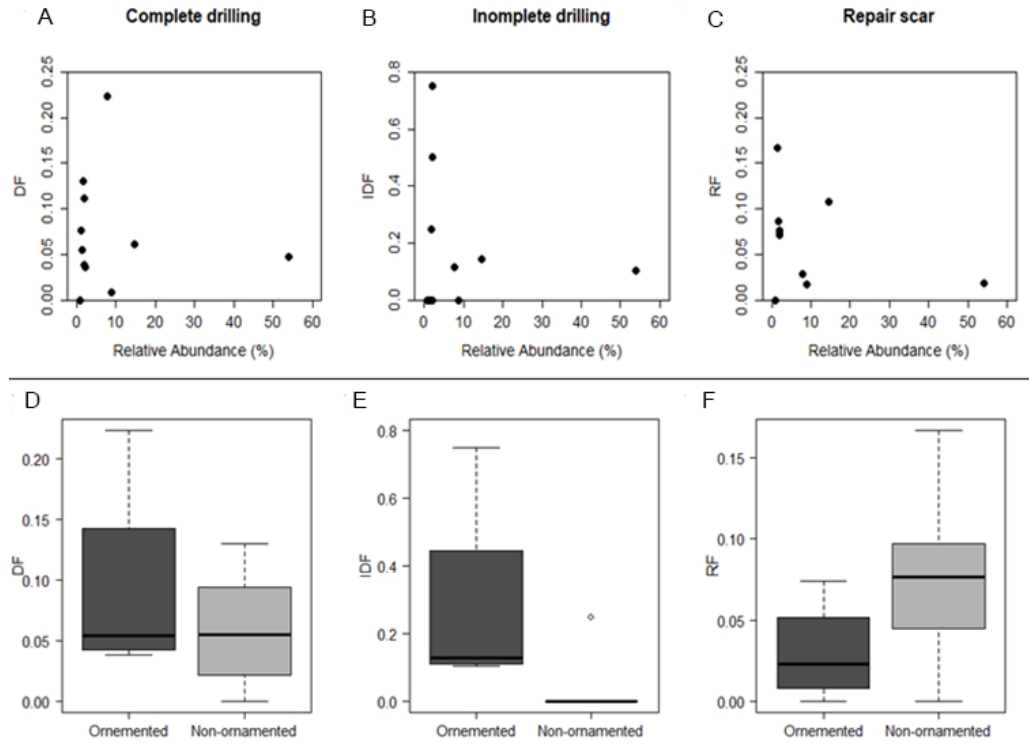 A Complete drilling
B Inomplete drilling
C Repair scar
DF
0.00 0.05 0.10 0.15 0.20 0.25
0 10 20 30 40 50 60
Relative Abundance (%)
IDF
0.0 0.2 0.4 0.6 0.8
0 10 20 30 40 50 60
Relative Abundance (%)
RF
0.00 0.05 0.10 0.15 0.20 0.25
0 10 20 30 40 50 60
Relative Abundance (%)
D
DF
0.20
0.15
0.10
0.05
0.00
Ornemented Non-ornamented
E
IDF
0.8
0.6
0.4
0.2
0.0
Ornemented Non-ornamented
F
RF
0.15
0.10
0.05
0.00
Ornemented Non-ornamented